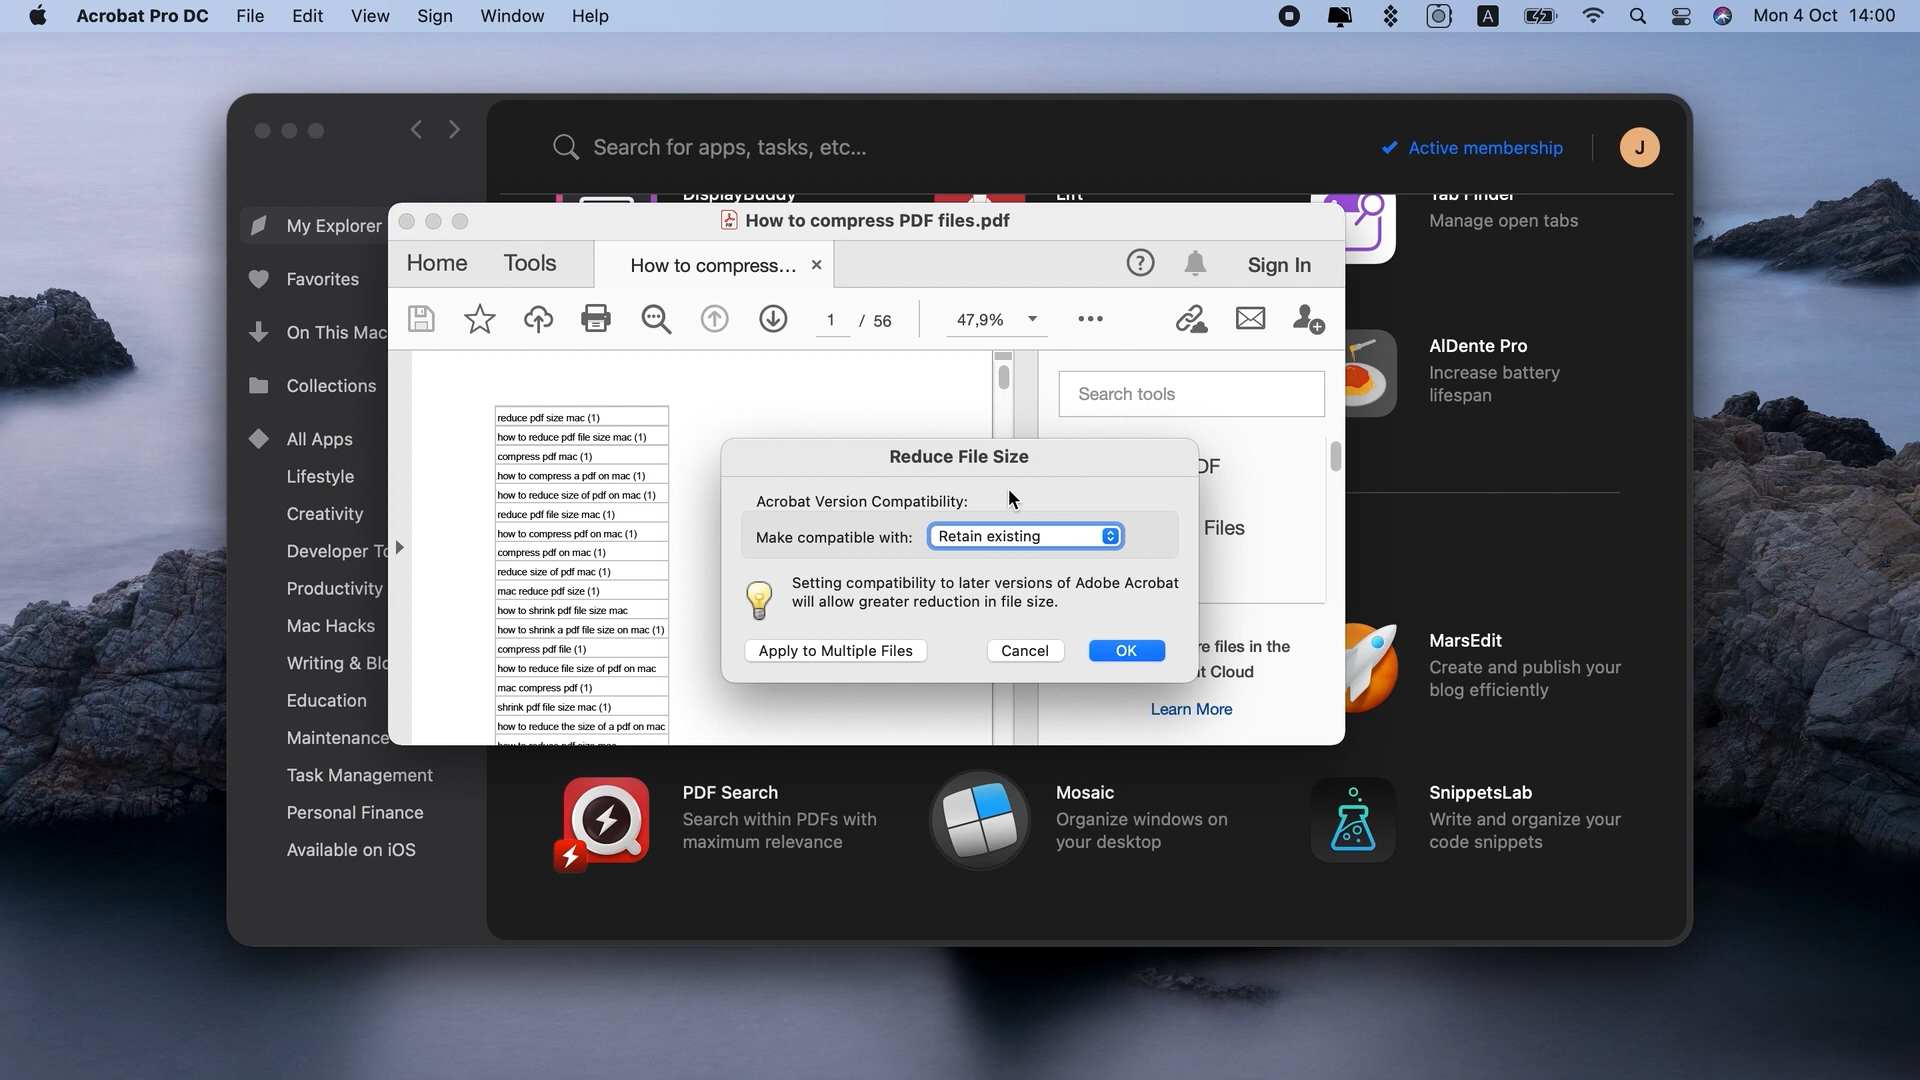 Acrobat Pro DC File Edit View Sign Window Help
A
Mon 4 Oct 14:00
Search for apps, tasks, etc...
Active membership
J
My Explorer
Favorites
On This Mac
Collections
All Apps
Lifestyle
Creativity
Developer
Productivity
Mac Hacks
Writing &
Education
Maintenance
Task Management
Personal Finance
Available on iOS
DisplayBuddy
Tab Finder
Manage open tabs
AlDente Pro
Increase battery
lifespan
MarsEdit
Create and publish your
blog efficiently
PDF Search
Search within PDFs with
maximum relevance
Mosaic
Organize windows on
your desktop
SnippetsLab
Write and organize your
code snippets
How to compress PDF files.pdf
Home Tools How to compress... ×
? Sign In
1 / 56 47,9%
Search tools
DF
Files
re files in the
t Cloud
Learn More
reduce pdf size mac (1)
how to reduce pdf file size mac (1)
compress pdf mac (1)
how to compress a pdf on mac (1)
how to reduce size of pdf on mac (1)
reduce pdf file size mac (1)
how to compress pdf on mac (1)
compress pdf on mac (1)
reduce size of pdf mac (1)
mac reduce pdf size (1)
how to shrink pdf file size mac
how to shrink a pdf file size on mac (1)
compress pdf file (1)
how to reduce file size of pdf on mac
mac compress pdf (1)
shrink pdf file size mac (1)
how to reduce the size of a pdf on mac
how to reduce pdf size mac
Reduce File Size
Acrobat Version Compatibility:
Make compatible with: Retain existing
Setting compatibility to later versions of Adobe Acrobat
will allow greater reduction in file size.
Apply to Multiple Files Cancel OK